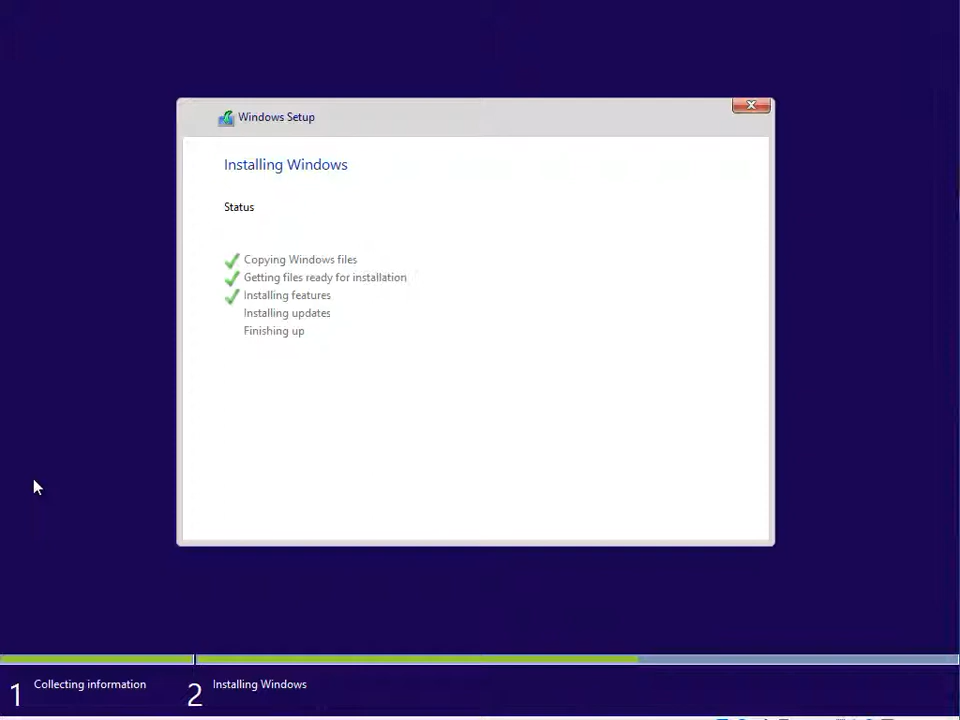 Windows Setup
Installing Windows
Status
Copying Windows files
Getting files ready for installation
Installing features
Installing updates
Finishing up
1 Collecting information
2 Installing Windows